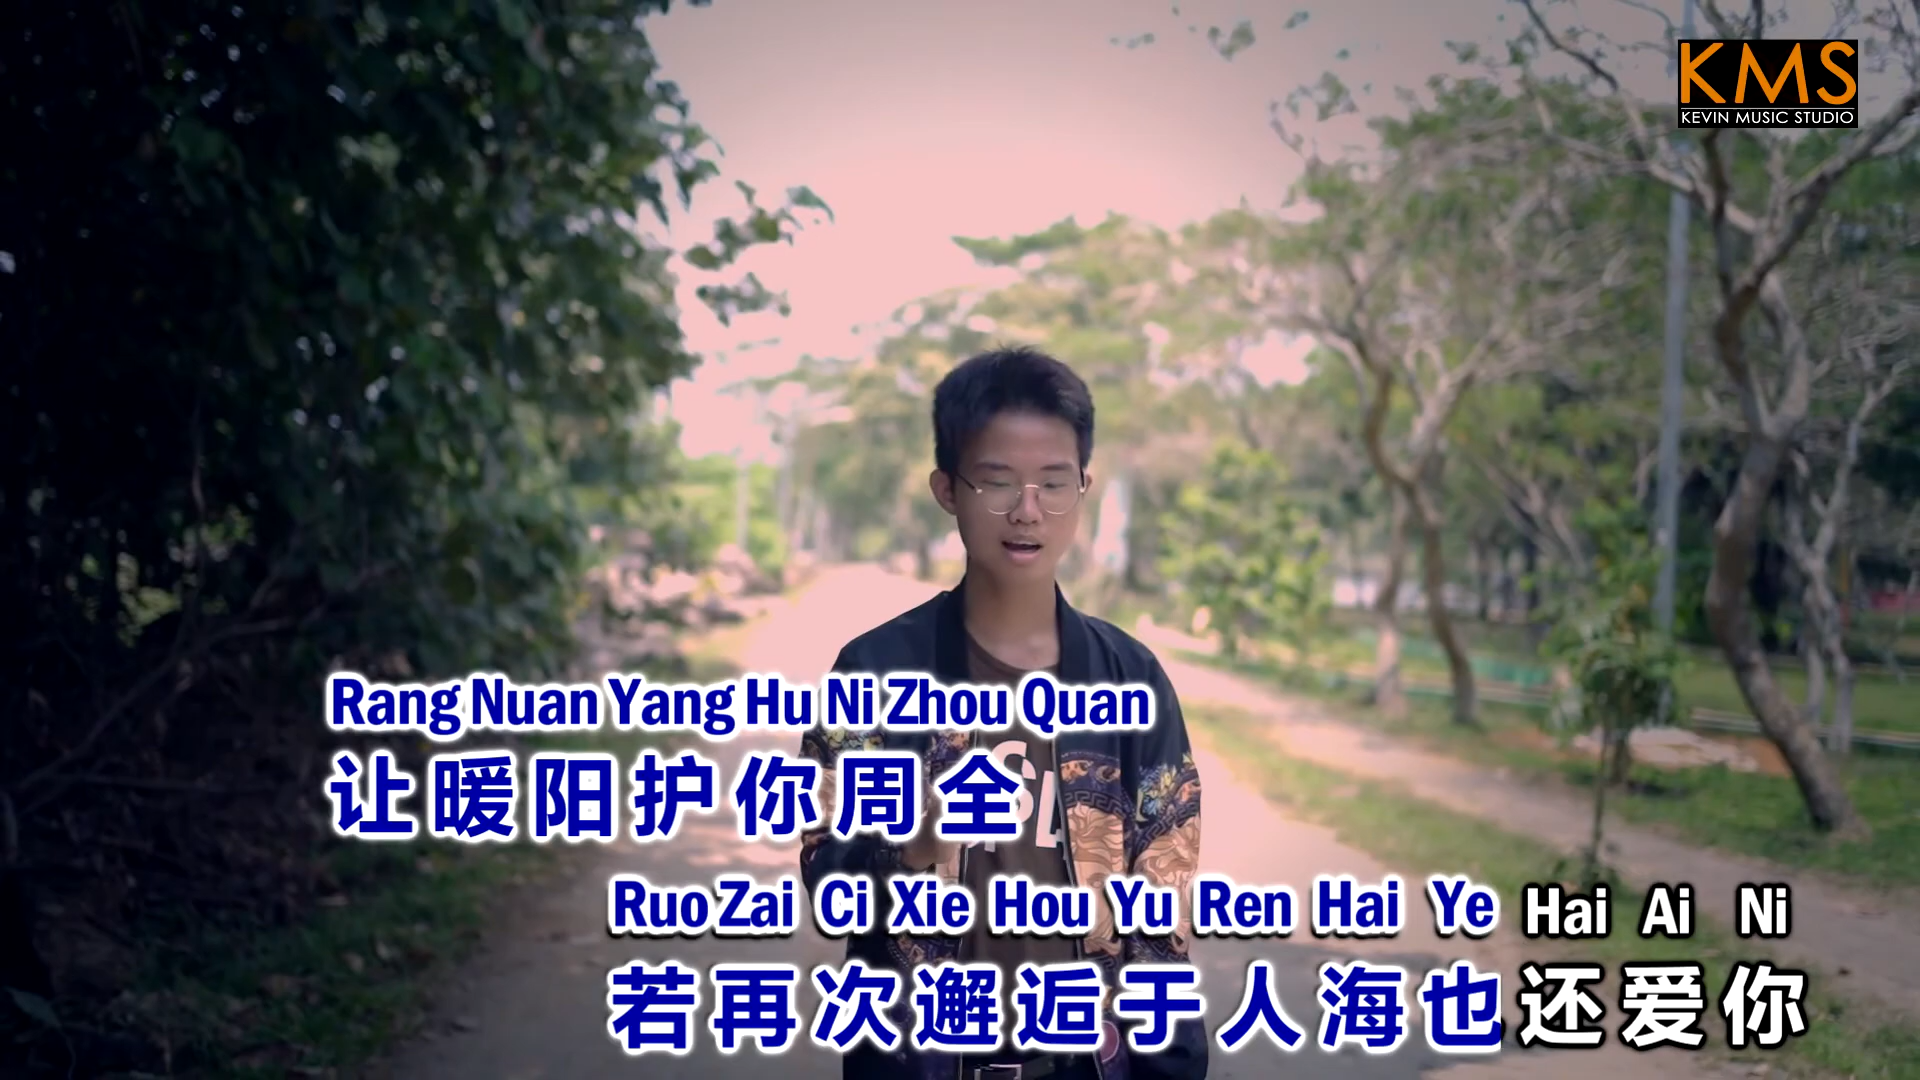 KMS
KEVIN MUSIC STUDIO
Rang Nuan Yang Hu Ni Zhou Quan
让暖阳护你周全
Ruo Zai Ci Xie Hou Yu Ren Hai Ye Hai Ai Ni
若再次邂逅于人海也还爱你